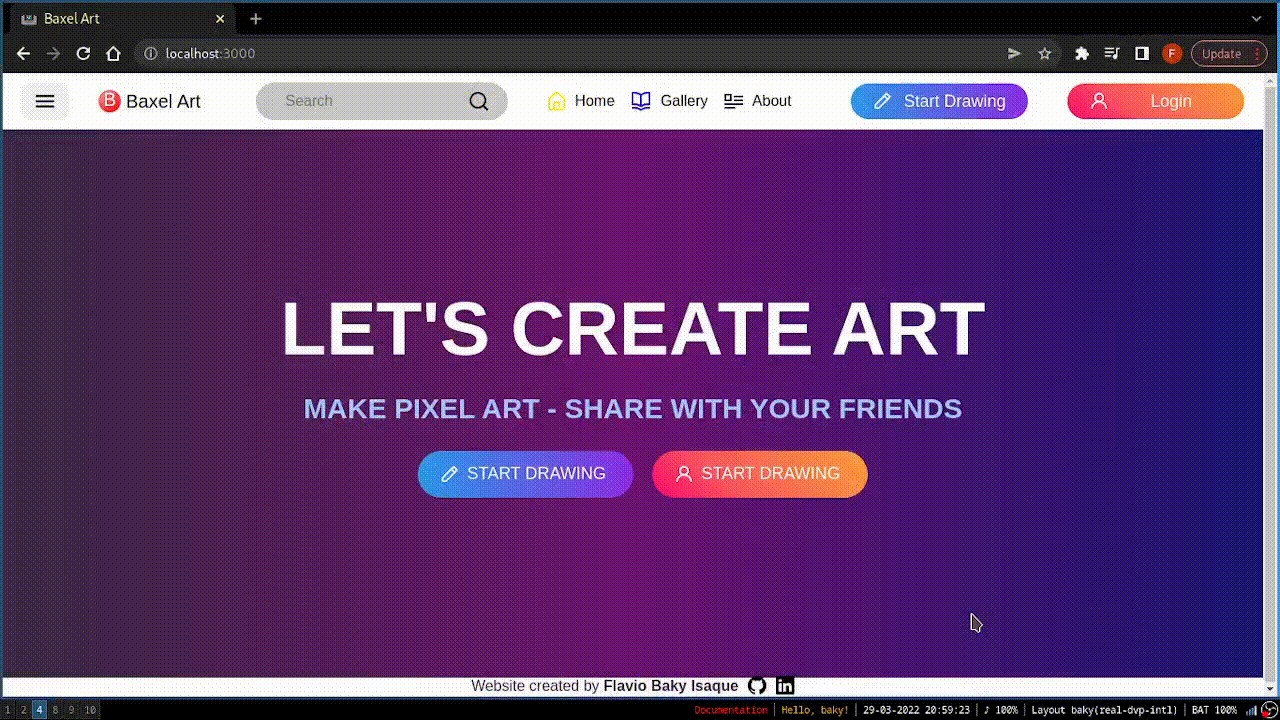 Baxel Art
localhost:3000
F
Update
B Baxel Art
Search
Home
Gallery
About
Start Drawing
Login
LET'S CREATE ART
MAKE PIXEL ART - SHARE WITH YOUR FRIENDS
START DRAWING
START DRAWING
Website created by Flavio Baky Isaque
1 2 4 8 9 10
Documentation | Hello, baky! | 29-03-2022 20:59:23 | ♪ 100% | Layout baky(real-dvp-intl) | BAT 100%